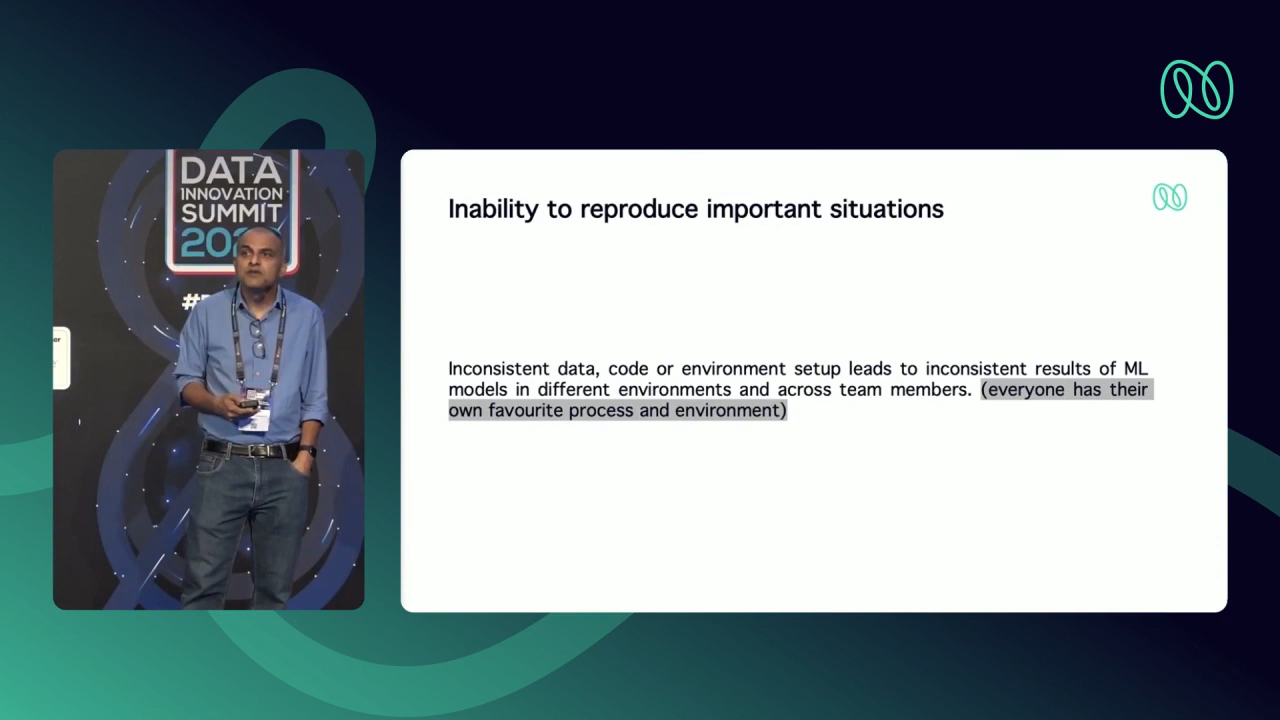 DATA
INNOVATION
SUMMIT
Inability to reproduce important situations
Inconsistent data, code or environment setup leads to inconsistent results of ML
models in different environments and across team members. (everyone has their
own favourite process and environment)